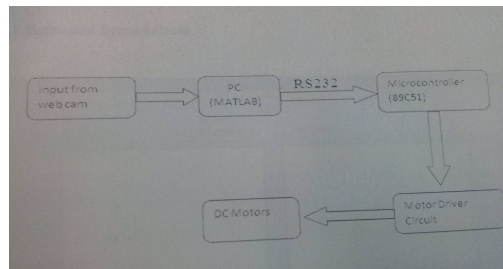 Input from
web cam
PC
(MATLAB)
RS232
Microcontroller
(89C51)
Motor Driver
Circuit
DC Motors